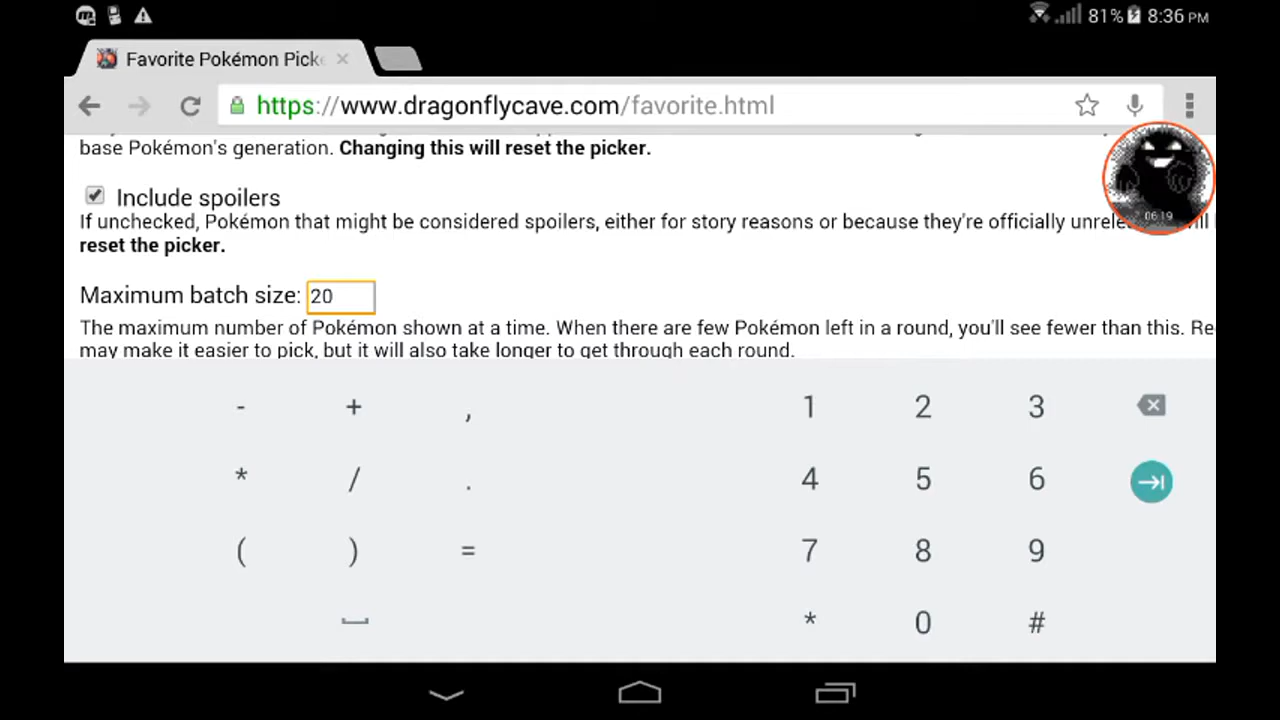 81% 8:36 PM
Favorite Pokémon Picke
https://www.dragonflycave.com/favorite.html
base Pokémon's generation. Changing this will reset the picker.
06:19
Include spoilers
If unchecked, Pokémon that might be considered spoilers, either for story reasons or because they're officially
reset the picker.
Maximum batch size: 20
The maximum number of Pokémon shown at a time. When there are few Pokémon left in a round, you'll see fewer than this. Re
may make it easier to pick, but it will also take longer to get through each round.
- + , 1 2 3
* / . 4 5 6
( ) = 7 8 9
* 0 #